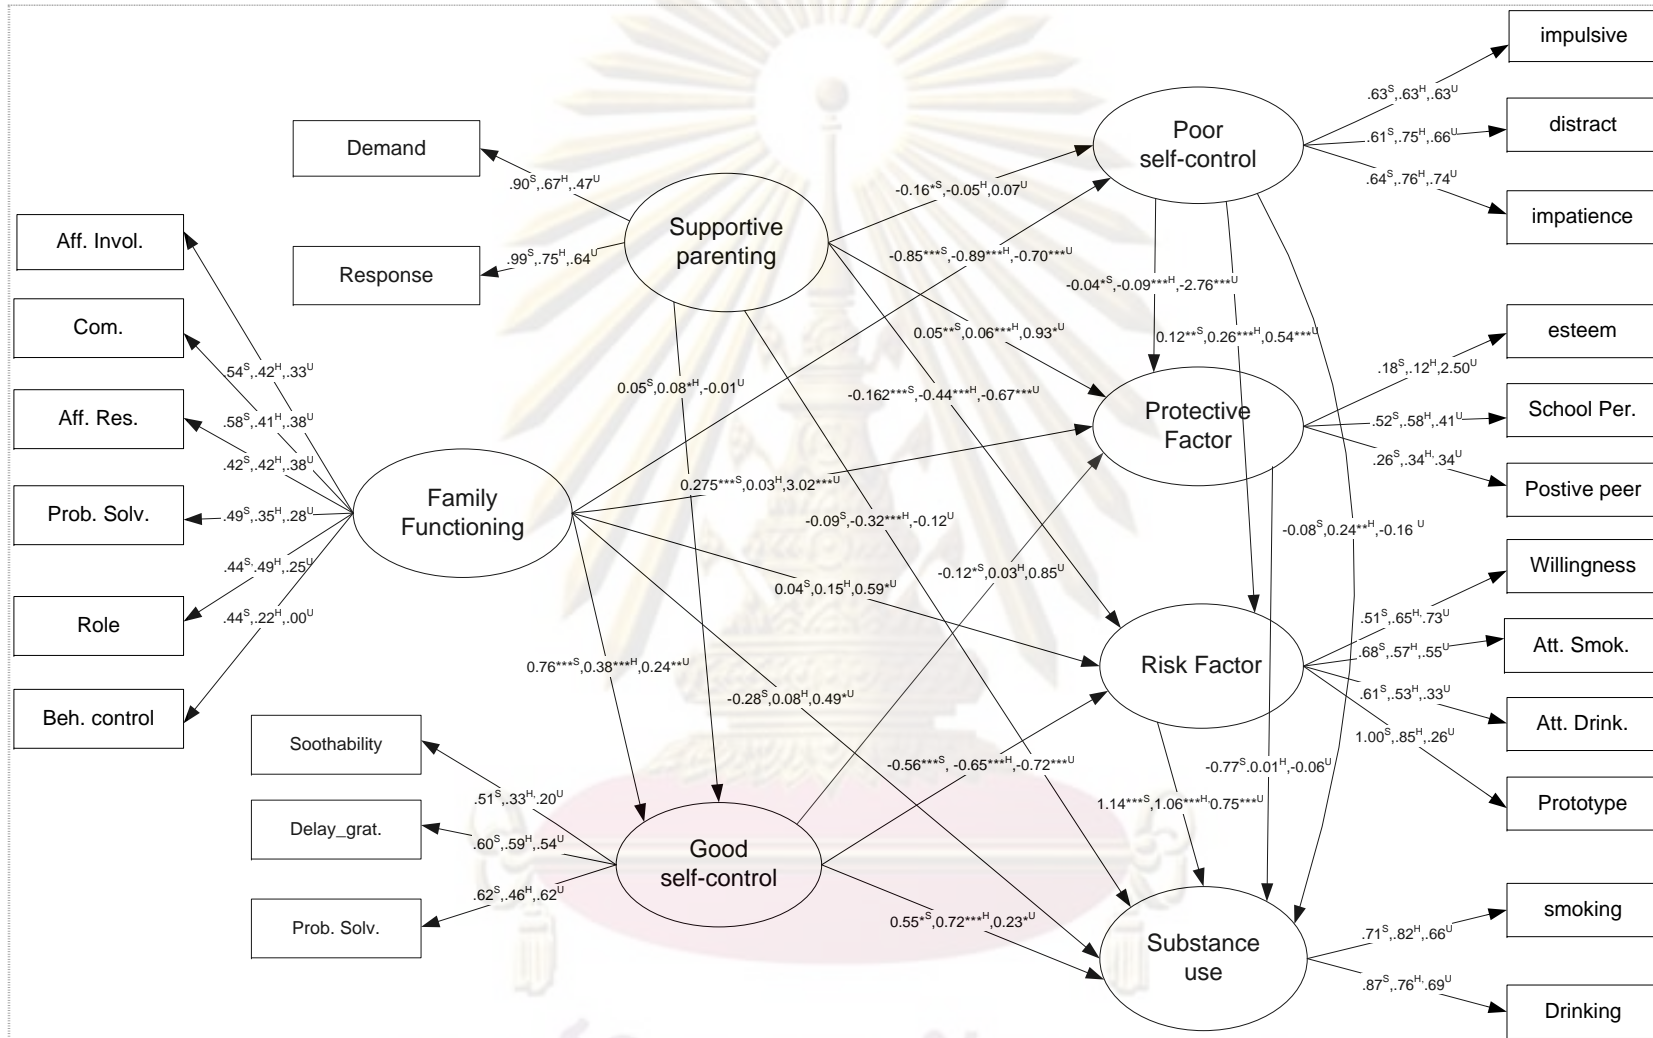 impulsive
.63ˢ,.63ᴴ,.63ᵁ
distract
.61ˢ,.75ᴴ,.66ᵁ
.64ˢ,.76ᴴ,.74ᵁ
impatience
Poor
self-control
Demand
.90ˢ,.67ᴴ,.47ᵁ
Response
.99ˢ,.75ᴴ,.64ᵁ
Supportive
parenting
-0.16*ˢ,-0.05ᴴ,0.07ᵁ
-0.85***ˢ,-0.89***ᴴ,-0.70***ᵁ
-0.04*ˢ,-0.09***ᴴ,-2.76***ᵁ
0.05**ˢ,0.06***ᴴ,0.93*ᵁ
0.12**ˢ,0.26***ᴴ,0.54***ᵁ
-0.162***ˢ,-0.44***ᴴ,-0.67***ᵁ
0.05ˢ,0.08*ᴴ,-0.01ᵁ
Aff. Invol.
Com.
Aff. Res.
Prob. Solv.
Role
Beh. control
.54ˢ,.42ᴴ,.33ᵁ
.58ˢ,.41ᴴ,.38ᵁ
.42ˢ,.42ᴴ,.38ᵁ
.49ˢ,.35ᴴ,.28ᵁ
.44ˢ,.49ᴴ,.25ᵁ
.44ˢ,.22ᴴ,.00ᵁ
Family
Functioning
Protective
Factor
esteem
.18ˢ,.12ᴴ,2.50ᵁ
School Per.
.52ˢ,.58ᴴ,.41ᵁ
.26ˢ,.34ᴴ,.34ᵁ
Postive peer
0.275***ˢ,0.03ᴴ,3.02***ᵁ
-0.09ˢ,-0.32***ᴴ,-0.12ᵁ
-0.08ˢ,0.24**ᴴ,-0.16 ᵁ
-0.12*ˢ,0.03ᴴ,0.85ᵁ
0.04ˢ,0.15ᴴ,0.59*ᵁ
0.76***ˢ,0.38***ᴴ,0.24**ᵁ
-0.28ˢ,0.08ᴴ,0.49*ᵁ
Risk Factor
Willingness
.51ˢ,.65ᴴ,.73ᵁ
Att. Smok.
.68ˢ,.57ᴴ,.55ᵁ
.61ˢ,.53ᴴ,.33ᵁ
Att. Drink.
1.00ˢ,.85ᴴ,.26ᵁ
Prototype
-0.56***ˢ, -0.65***ᴴ,-0.72***ᵁ
-0.77ˢ,0.01ᴴ,-0.06ᵁ
1.14***ˢ,1.06***ᴴ,0.75***ᵁ
Soothability
.51ˢ,.33ᴴ,.20ᵁ
Delay_grat.
.60ˢ,.59ᴴ,.54ᵁ
.62ˢ,.46ᴴ,.62ᵁ
Prob. Solv.
Good
self-control
0.55*ˢ,0.72***ᴴ,0.23*ᵁ
Substance
use
smoking
.71ˢ,.82ᴴ,.66ᵁ
.87ˢ,.76ᴴ,.69ᵁ
Drinking